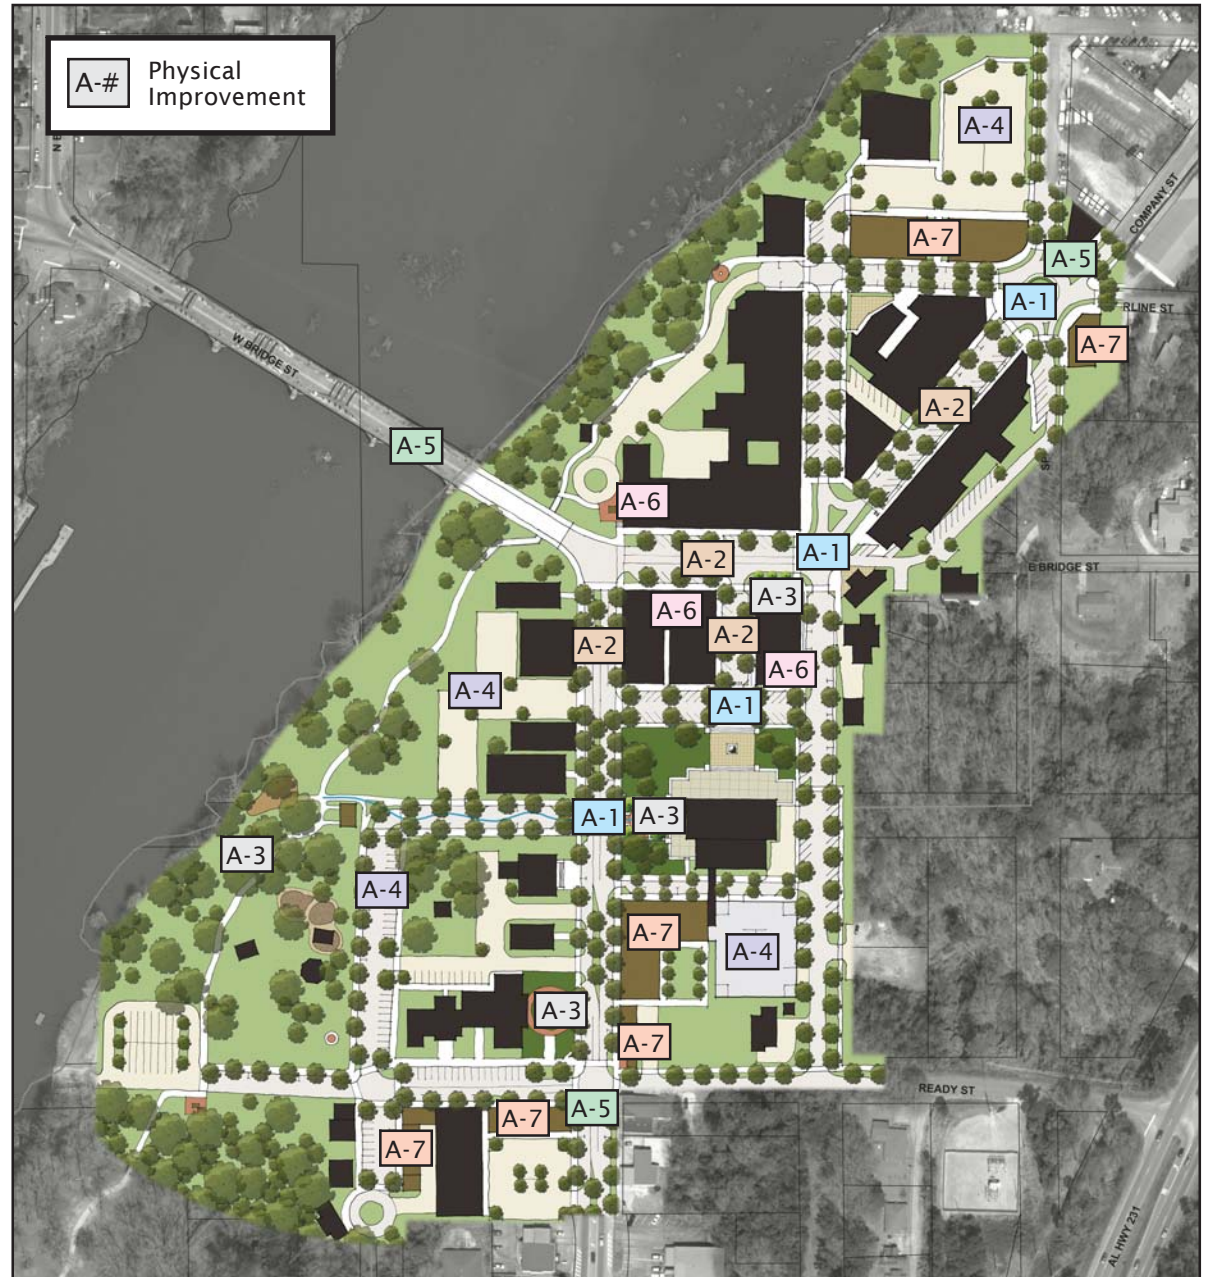 A-#
Physical
Improvement
A-4
COMPANY ST
A-7
A-5
A-1
RLINE ST
A-7
W BRIDGE ST
A-2
A-5
A-6
A-1
A-2
E BRIDGE ST
A-3
A-6
A-2
A-2
A-6
A-4
A-1
A-1
A-3
A-3
A-4
A-7
A-4
A-3
A-7
READY ST
A-5
A-7
A-7
AL HWY 231